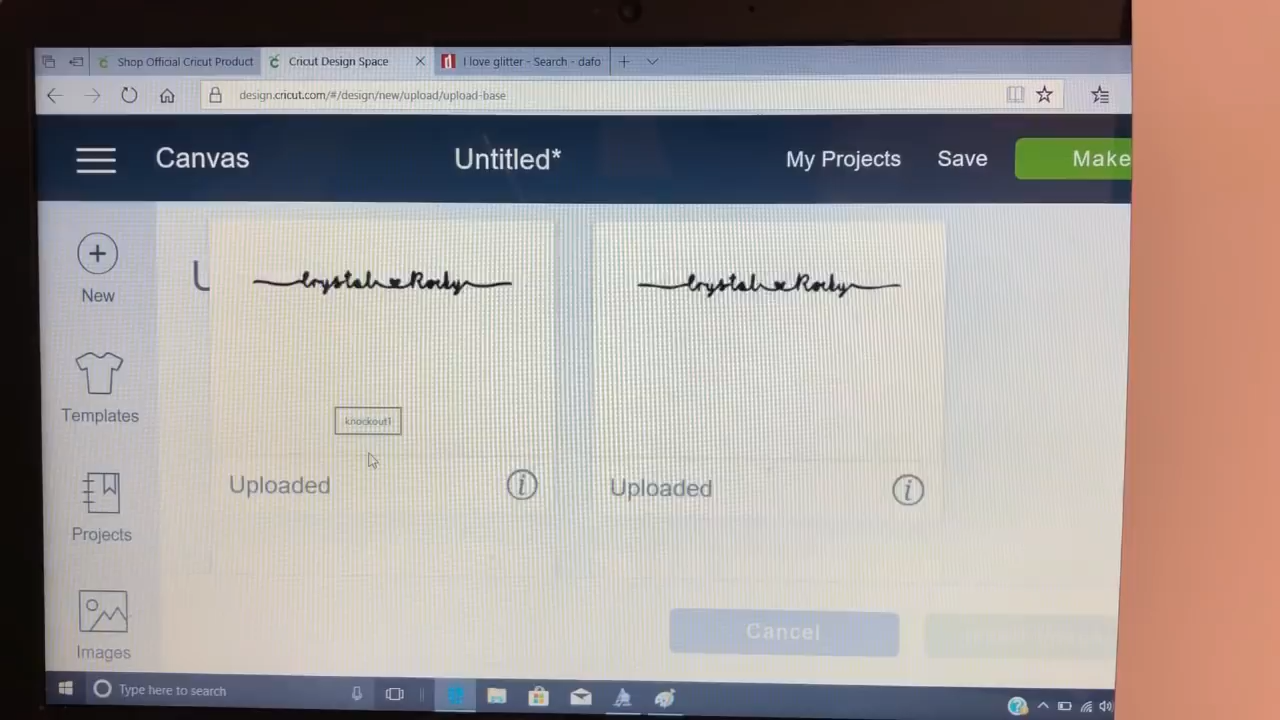 Shop Official Cricut Product
Cricut Design Space
I love glitter - Search - dafo
design.cricut.com/#/design/new/upload/upload-base
Canvas
Untitled*
My Projects
Save
Make
New
Templates
Projects
Images
U
Crystal & Rocky
Crystal & Rocky
knockout1
Uploaded
Uploaded
Cancel
Type here to search